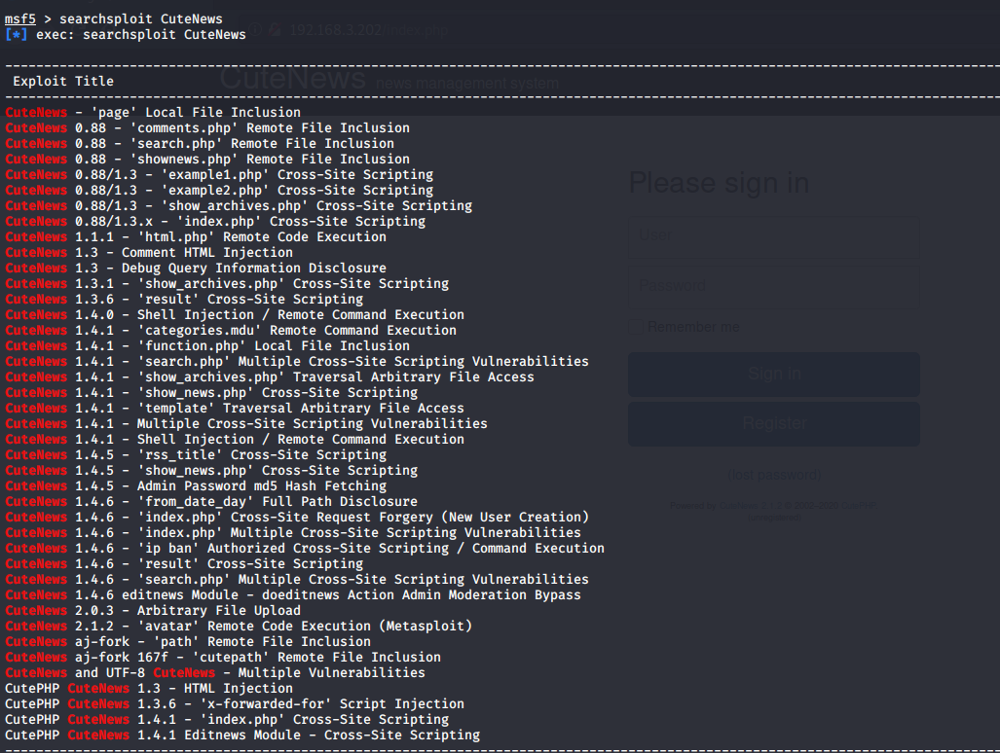 msf5 > searchsploit CuteNews
[*] exec: searchsploit CuteNews
192.168.3.202/index.php
CuteNews news management system
Exploit Title
CuteNews - 'page' Local File Inclusion
CuteNews 0.88 - 'comments.php' Remote File Inclusion
CuteNews 0.88 - 'search.php' Remote File Inclusion
CuteNews 0.88 - 'shownews.php' Remote File Inclusion
CuteNews 0.88/1.3 - 'example1.php' Cross-Site Scripting
CuteNews 0.88/1.3 - 'example2.php' Cross-Site Scripting
CuteNews 0.88/1.3 - 'show_archives.php' Cross-Site Scripting
CuteNews 0.88/1.3.x - 'index.php' Cross-Site Scripting
CuteNews 1.1.1 - 'html.php' Remote Code Execution
CuteNews 1.3 - Comment HTML Injection
CuteNews 1.3 - Debug Query Information Disclosure
CuteNews 1.3.1 - 'show_archives.php' Cross-Site Scripting
CuteNews 1.3.6 - 'result' Cross-Site Scripting
CuteNews 1.4.0 - Shell Injection / Remote Command Execution
CuteNews 1.4.1 - 'categories.mdu' Remote Command Execution
CuteNews 1.4.1 - 'function.php' Local File Inclusion
CuteNews 1.4.1 - 'search.php' Multiple Cross-Site Scripting Vulnerabilities
CuteNews 1.4.1 - 'show_archives.php' Traversal Arbitrary File Access
CuteNews 1.4.1 - 'show_news.php' Cross-Site Scripting
CuteNews 1.4.1 - 'template' Traversal Arbitrary File Access
CuteNews 1.4.1 - Multiple Cross-Site Scripting Vulnerabilities
CuteNews 1.4.1 - Shell Injection / Remote Command Execution
CuteNews 1.4.5 - 'rss_title' Cross-Site Scripting
CuteNews 1.4.5 - 'show_news.php' Cross-Site Scripting
CuteNews 1.4.5 - Admin Password md5 Hash Fetching
CuteNews 1.4.6 - 'from_date_day' Full Path Disclosure
CuteNews 1.4.6 - 'index.php' Cross-Site Request Forgery (New User Creation)
CuteNews 1.4.6 - 'index.php' Multiple Cross-Site Scripting Vulnerabilities
CuteNews 1.4.6 - 'ip ban' Authorized Cross-Site Scripting / Command Execution
CuteNews 1.4.6 - 'result' Cross-Site Scripting
CuteNews 1.4.6 - 'search.php' Multiple Cross-Site Scripting Vulnerabilities
CuteNews 1.4.6 editnews Module - doeditnews Action Admin Moderation Bypass
CuteNews 2.0.3 - Arbitrary File Upload
CuteNews 2.1.2 - 'avatar' Remote Code Execution (Metasploit)
CuteNews aj-fork - 'path' Remote File Inclusion
CuteNews aj-fork 167f - 'cutepath' Remote File Inclusion
CuteNews and UTF-8 CuteNews - Multiple Vulnerabilities
CutePHP CuteNews 1.3 - HTML Injection
CutePHP CuteNews 1.3.6 - 'x-forwarded-for' Script Injection
CutePHP CuteNews 1.4.1 - 'index.php' Cross-Site Scripting
CutePHP CuteNews 1.4.1 Editnews Module - Cross-Site Scripting
Please sign in
User
Password
Remember me
Sign in
Register
(lost password)